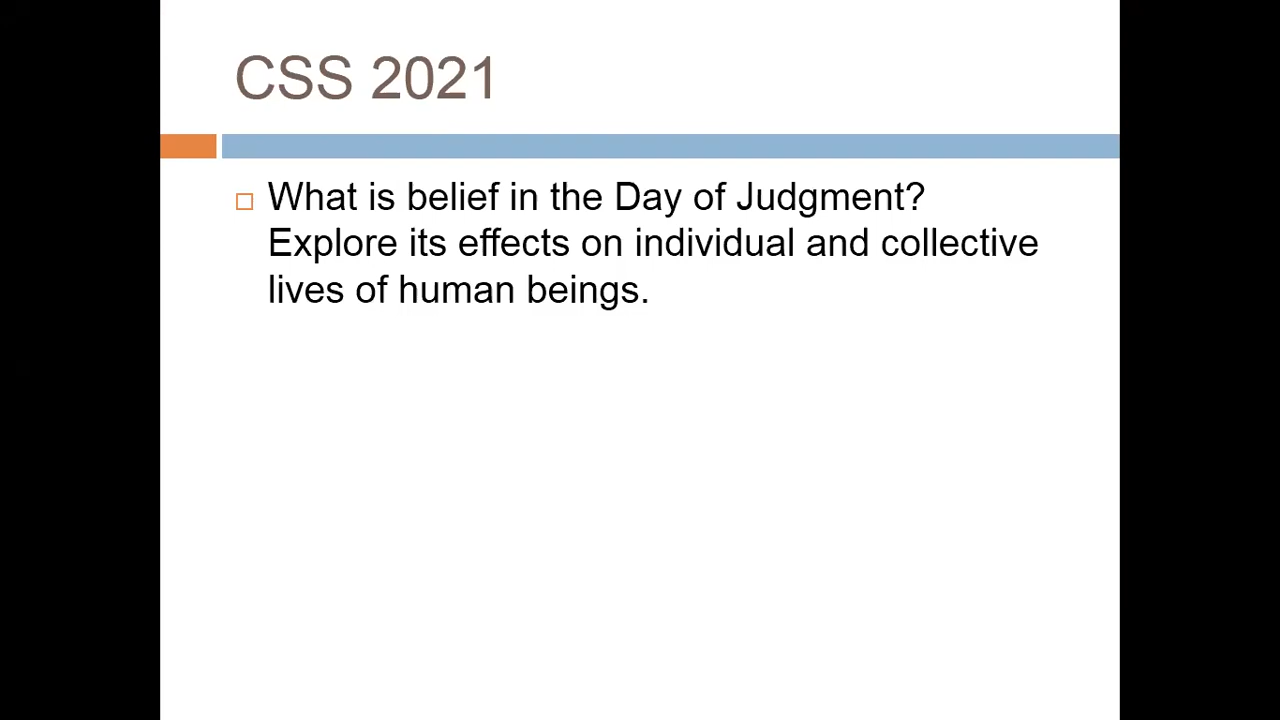 CSS 2021
What is belief in the Day of Judgment?
Explore its effects on individual and collective
lives of human beings.